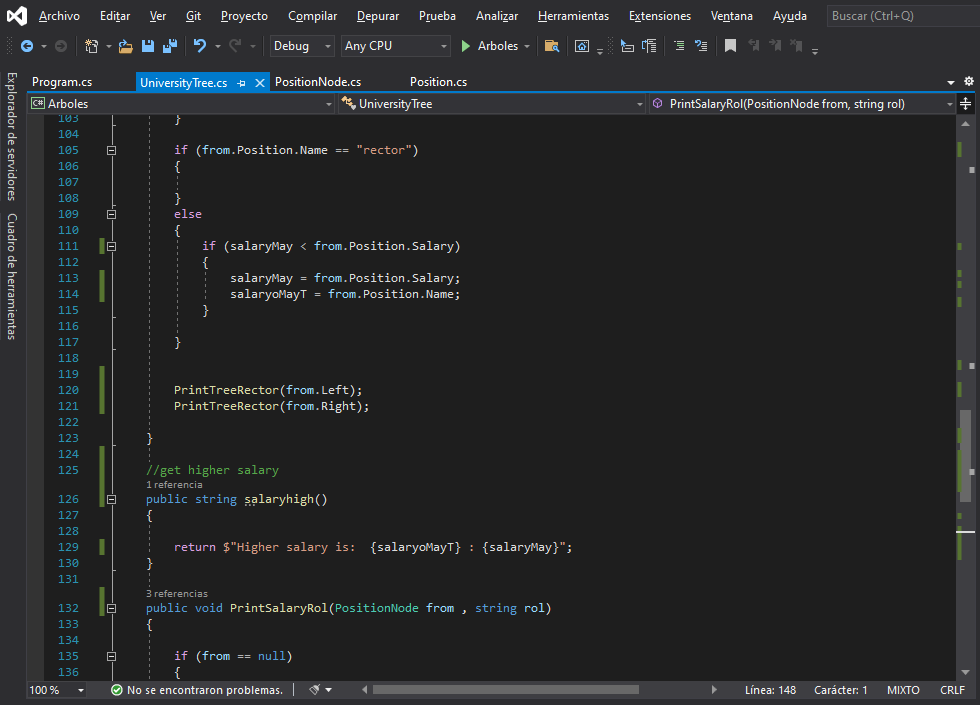 Archivo Editar Ver Git Proyecto Compilar Depurar Prueba Analizar Herramientas Extensiones Ventana Ayuda Buscar (Ctrl+Q)
Debug Any CPU Arboles
Explorador de servidores
Cuadro de herramientas
Program.cs UniversityTree.cs PositionNode.cs Position.cs
C# Arboles UniversityTree PrintSalaryRol(PositionNode from, string rol)
103 }
104
105 if (from.Position.Name == "rector")
106 {
107
108 }
109 else
110 {
111 if (salaryMay < from.Position.Salary)
112 {
113 salaryMay = from.Position.Salary;
114 salaryoMayT = from.Position.Name;
115 }
116
117 }
118
119
120 PrintTreeRector(from.Left);
121 PrintTreeRector(from.Right);
122
123 }
124
125 //get higher salary
1 referencia
126 public string salaryhigh()
127 {
128
129 return $"Higher salary is:  {salaryoMayT} : {salaryMay}";
130 }
131
3 referencias
132 public void PrintSalaryRol(PositionNode from , string rol)
133 {
134
135 if (from == null)
136 {
100 % No se encontraron problemas. Línea: 148 Carácter: 1 MIXTO CRLF